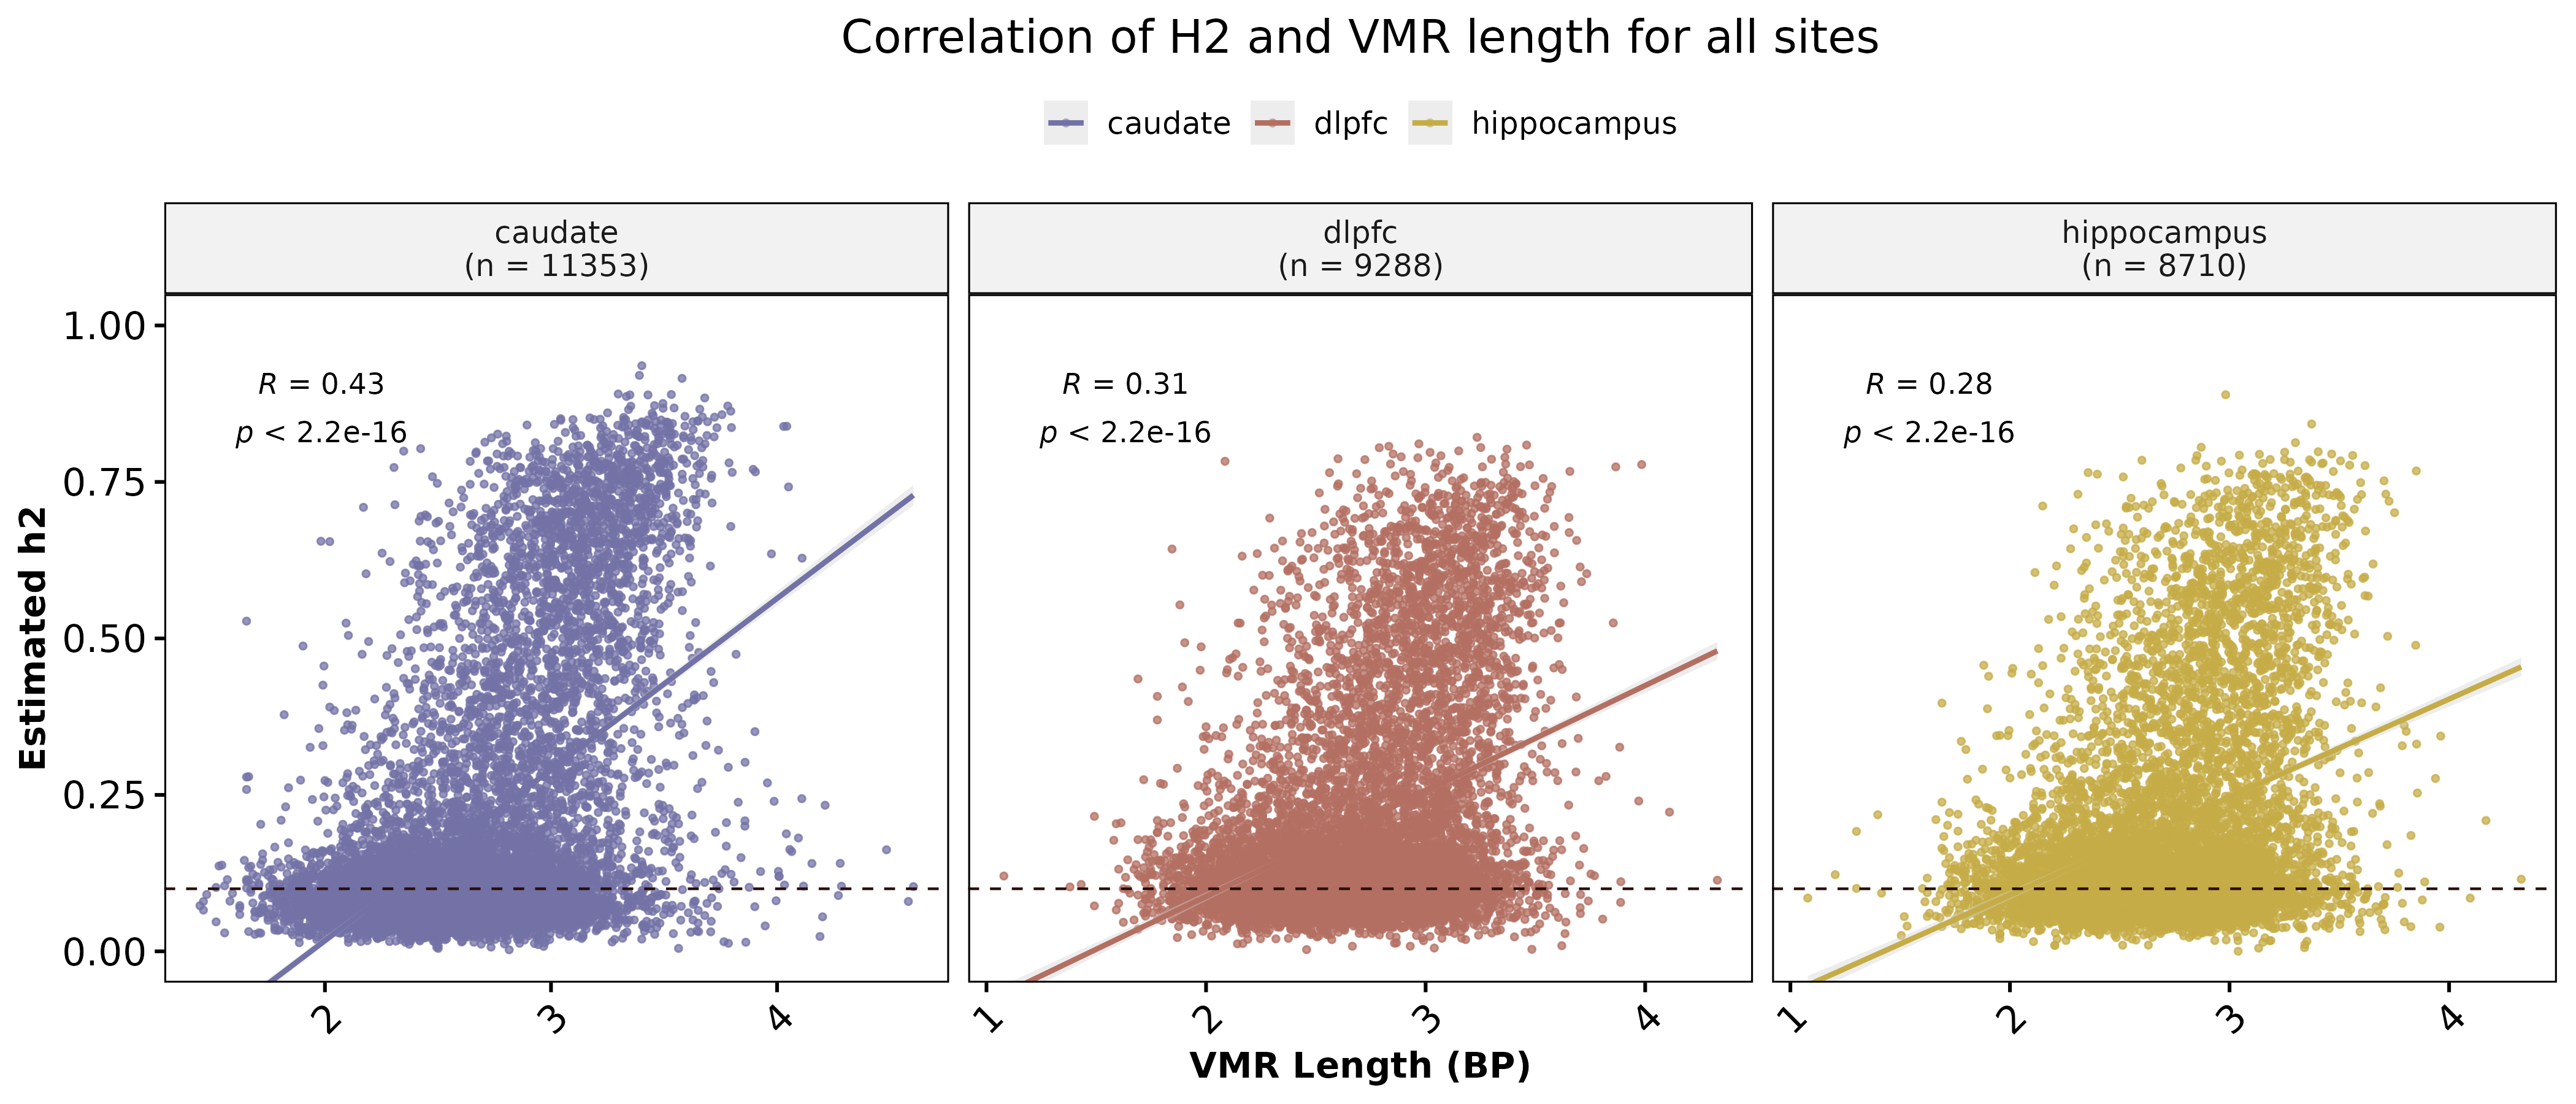 Correlation of H2 and VMR length for all sites
caudate dlpfc hippocampus
caudate
(n = 11353)
dlpfc
(n = 9288)
hippocampus
(n = 8710)
Estimated h2
1.00
0.75
0.50
0.25
0.00
R = 0.43
p < 2.2e-16
R = 0.31
p < 2.2e-16
R = 0.28
p < 2.2e-16
2 3 4
1 2 3 4
1 2 3 4
VMR Length (BP)